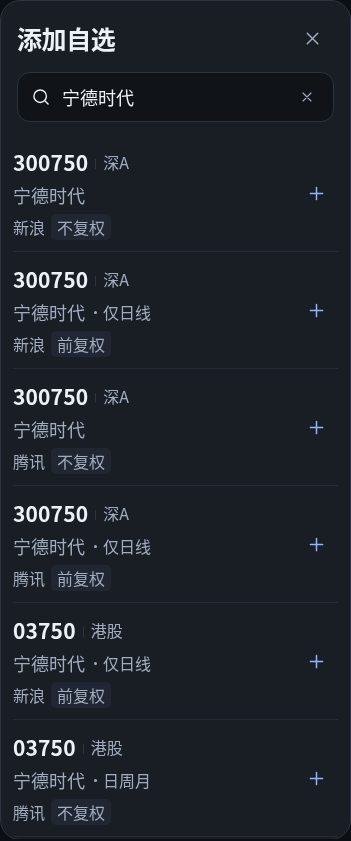 添加自选
宁德时代
300750 深A
宁德时代
新浪 不复权
300750 深A
宁德时代 · 仅日线
新浪 前复权
300750 深A
宁德时代
腾讯 不复权
300750 深A
宁德时代 · 仅日线
腾讯 前复权
03750 港股
宁德时代 · 仅日线
新浪 前复权
03750 港股
宁德时代 · 日周月
腾讯 不复权